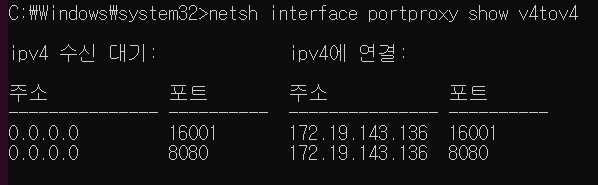 C:₩Windows₩system32>netsh interface portproxy show v4tov4
ipv4 수신 대기: ipv4에 연결:
주소 포트 주소 포트
--------------- ---------- --------------- ----------
0.0.0.0 16001 172.19.143.136 16001
0.0.0.0 8080 172.19.143.136 8080